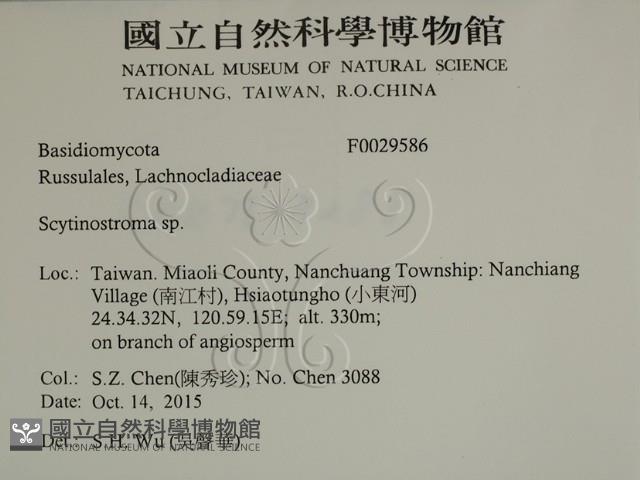 國立自然科學博物館
NATIONAL MUSEUM OF NATURAL SCIENCE
TAICHUNG, TAIWAN, R.O.CHINA
Basidiomycota F0029586
Russulales, Lachnocladiaceae
Scytinostroma sp.
Loc.: Taiwan. Miaoli County, Nanchuang Township: Nanchiang
Village (南江村), Hsiaotungho (小東河)
24.34.32N, 120.59.15E; alt. 330m;
on branch of angiosperm
Col.: S.Z. Chen(陳秀珍); No. Chen 3088
Date: Oct. 14, 2015
Det.: S.H. Wu (吳聲華)
國立自然科學博物館
NATIONAL MUSEUM OF NATURAL SCIENCE